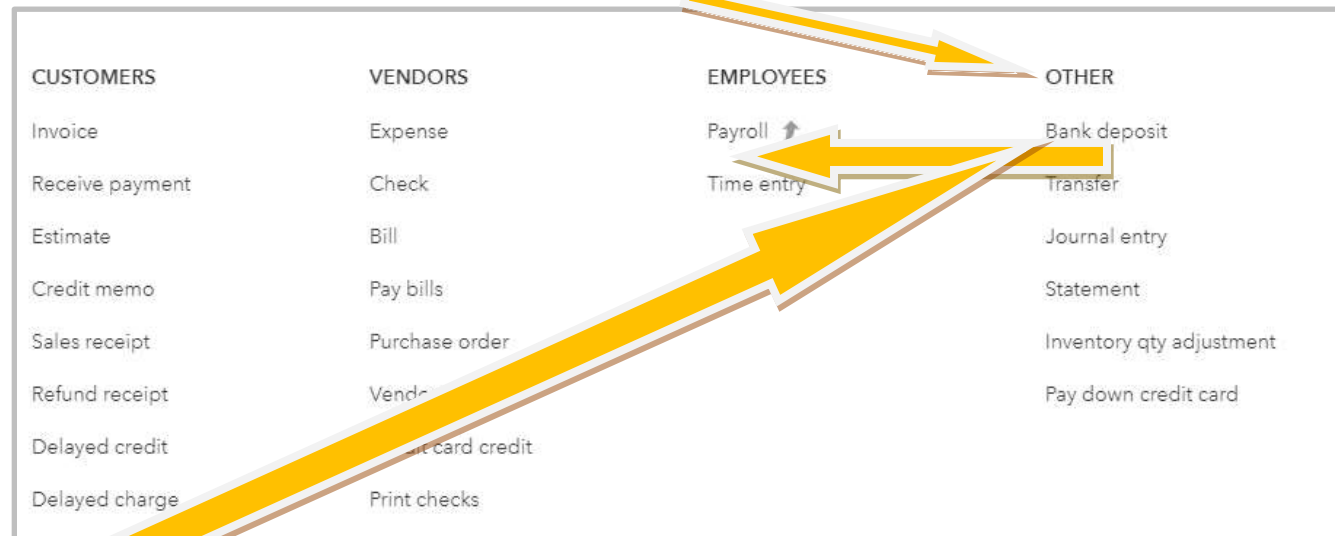 CUSTOMERS VENDORS EMPLOYEES OTHER
Invoice Expense Payroll Bank deposit
Receive payment Check Time entry Transfer
Estimate Bill Journal entry
Credit memo Pay bills Statement
Sales receipt Purchase order Inventory qty adjustment
Refund receipt Pay down credit card
Delayed credit card credit
Delayed charge Print checks